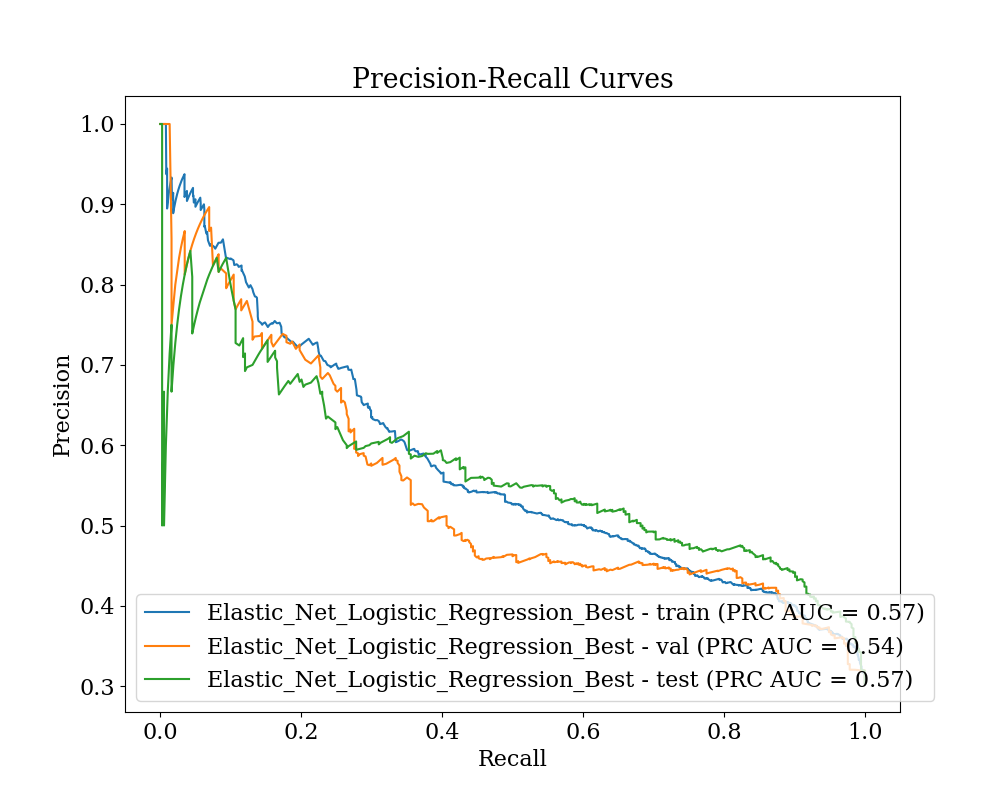 Precision-Recall Curves
Precision
1.0
0.9
0.8
0.7
0.6
0.5
0.4
0.3
Elastic_Net_Logistic_Regression_Best - train (PRC AUC = 0.57)
Elastic_Net_Logistic_Regression_Best - val (PRC AUC = 0.54)
Elastic_Net_Logistic_Regression_Best - test (PRC AUC = 0.57)
0.0 0.2 0.4 0.6 0.8 1.0
Recall